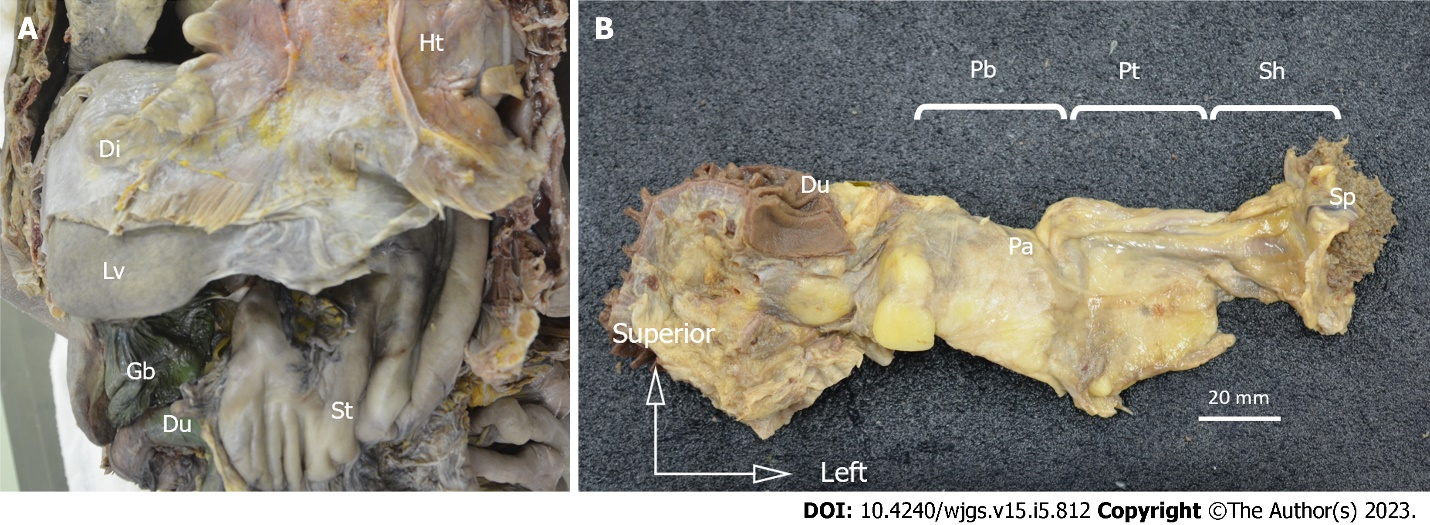 A
Ht
Di
Lv
Gb
St
Du
B
Pb
Pt
Sh
Du
Sp
Pa
Superior
20 mm
Left
DOI: 10.4240/wjgs.v15.i5.812 Copyright ©The Author(s) 2023.